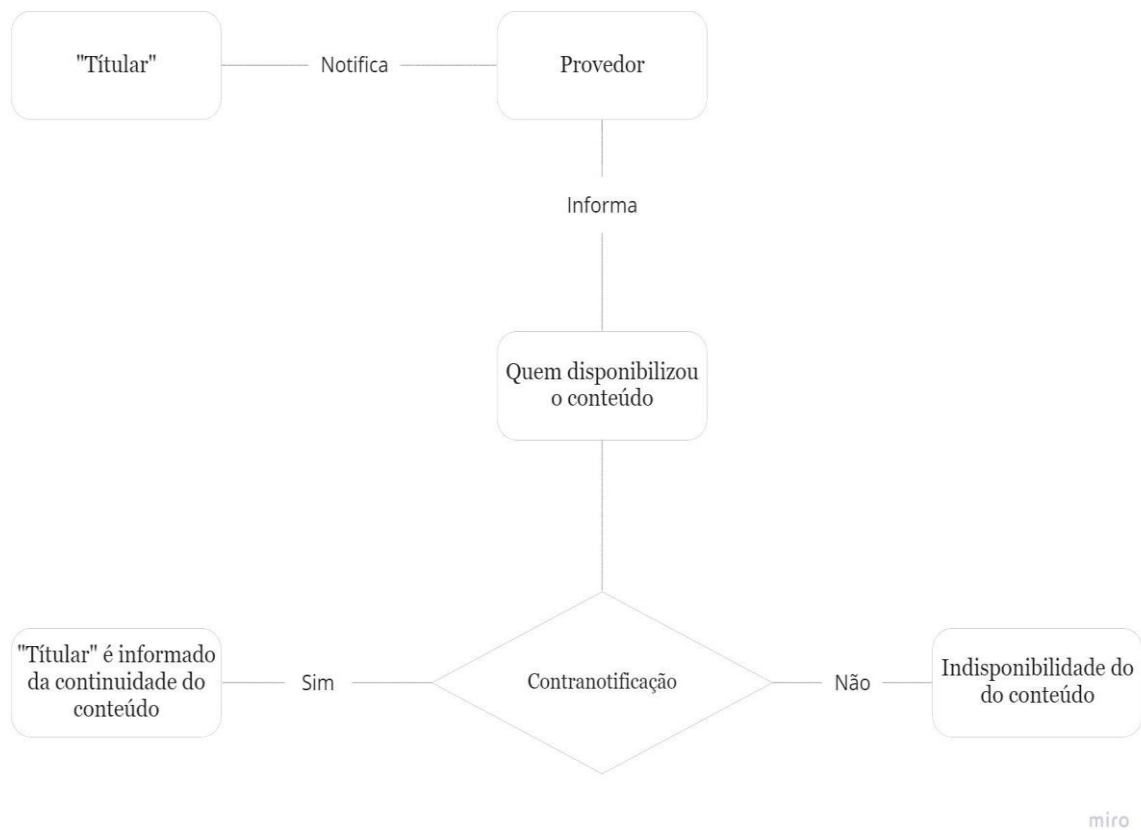 "Títular"
Notifica
Provedor
Informa
Quem disponibilizou
o conteúdo
"Títular" é informado
da continuidade do
conteúdo
Sim
Contranotificação
Não
Indisponibilidade do
do conteúdo
miro